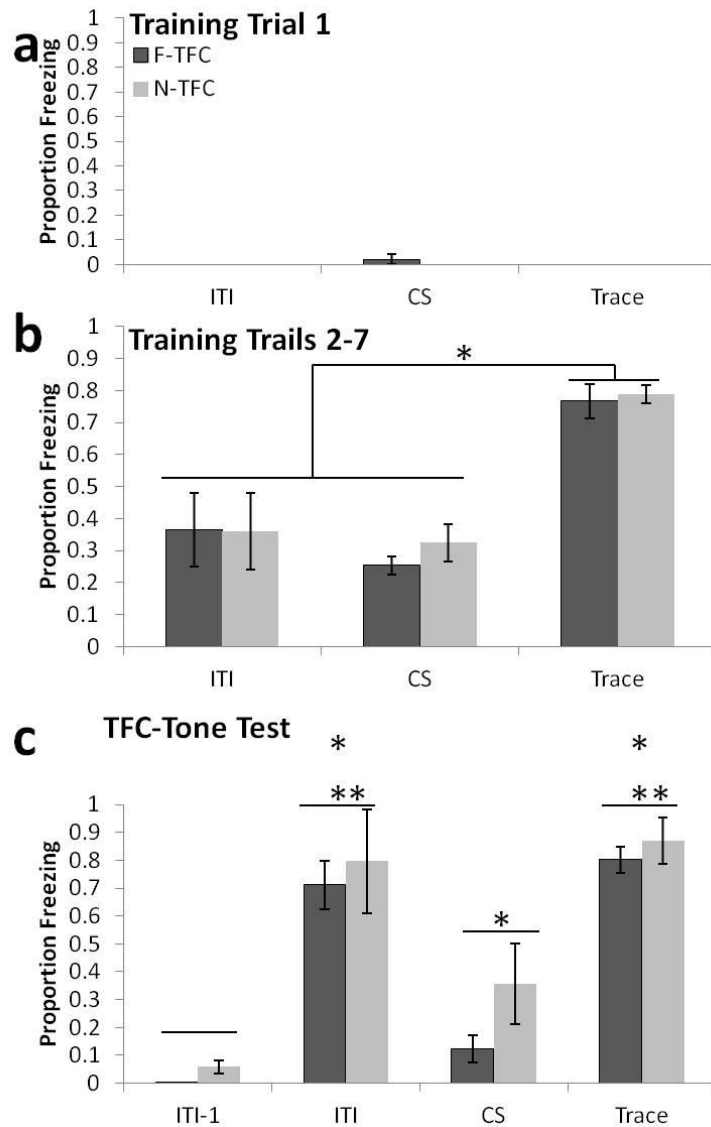 a
Training Trial 1
F-TFC
N-TFC
Proportion Freezing
1
0.9
0.8
0.7
0.6
0.5
0.4
0.3
0.2
0.1
0
ITI CS Trace
b
Training Trails 2-7
*
Proportion Freezing
1
0.9
0.8
0.7
0.6
0.5
0.4
0.3
0.2
0.1
0
ITI CS Trace
c
TFC-Tone Test
* *
** **
*
Proportion Freezing
1
0.9
0.8
0.7
0.6
0.5
0.4
0.3
0.2
0.1
0
ITI-1 ITI CS Trace